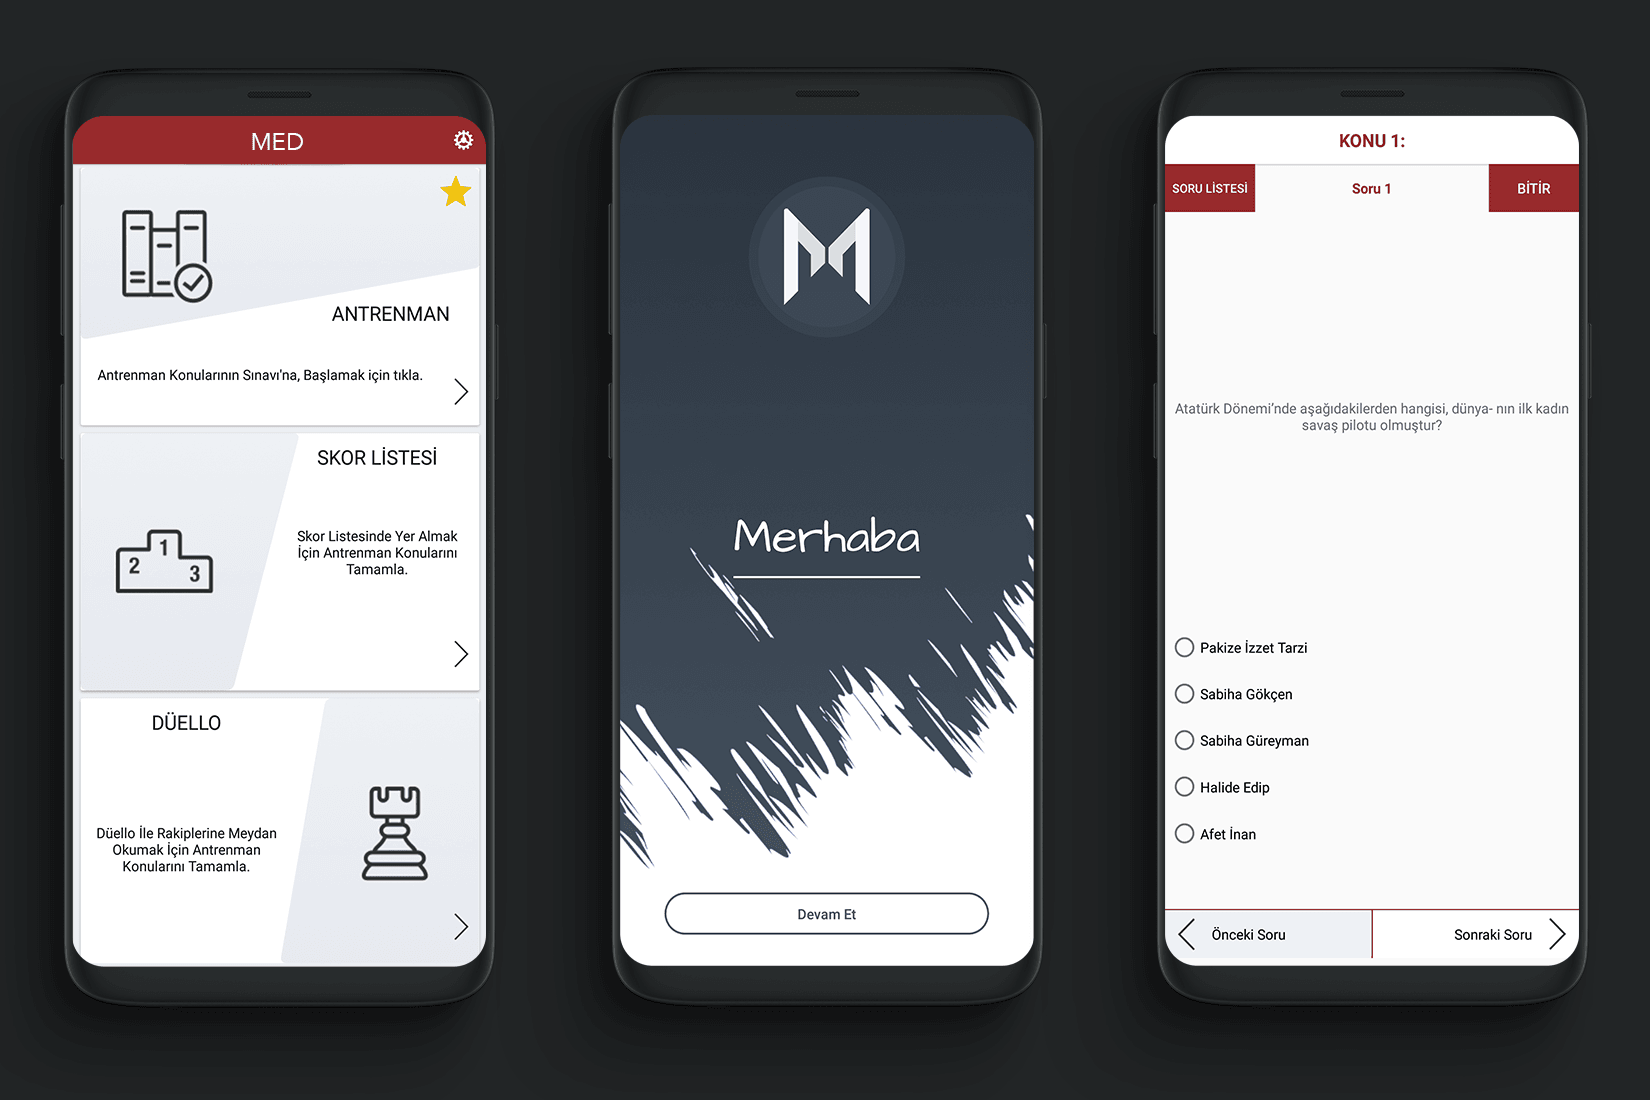 MED
ANTRENMAN
Antrenman Konularının Sınavı'na, Başlamak için tıkla.
SKOR LİSTESİ
1
2
3
Skor Listesinde Yer Almak
İçin Antrenman Konularını
Tamamla.
DÜELLO
Düello İle Rakiplerine Meydan
Okumak İçin Antrenman
Konularını Tamamla.
M
Merhaba
Devam Et
KONU 1:
SORU LİSTESİ
Soru 1
BİTİR
Atatürk Dönemi’nde aşağıdakilerden hangisi, dünya- nın ilk kadın
savaş pilotu olmuştur?
Pakize İzzet Tarzi
Sabiha Gökçen
Sabiha Güreyman
Halide Edip
Afet İnan
Önceki Soru
Sonraki Soru